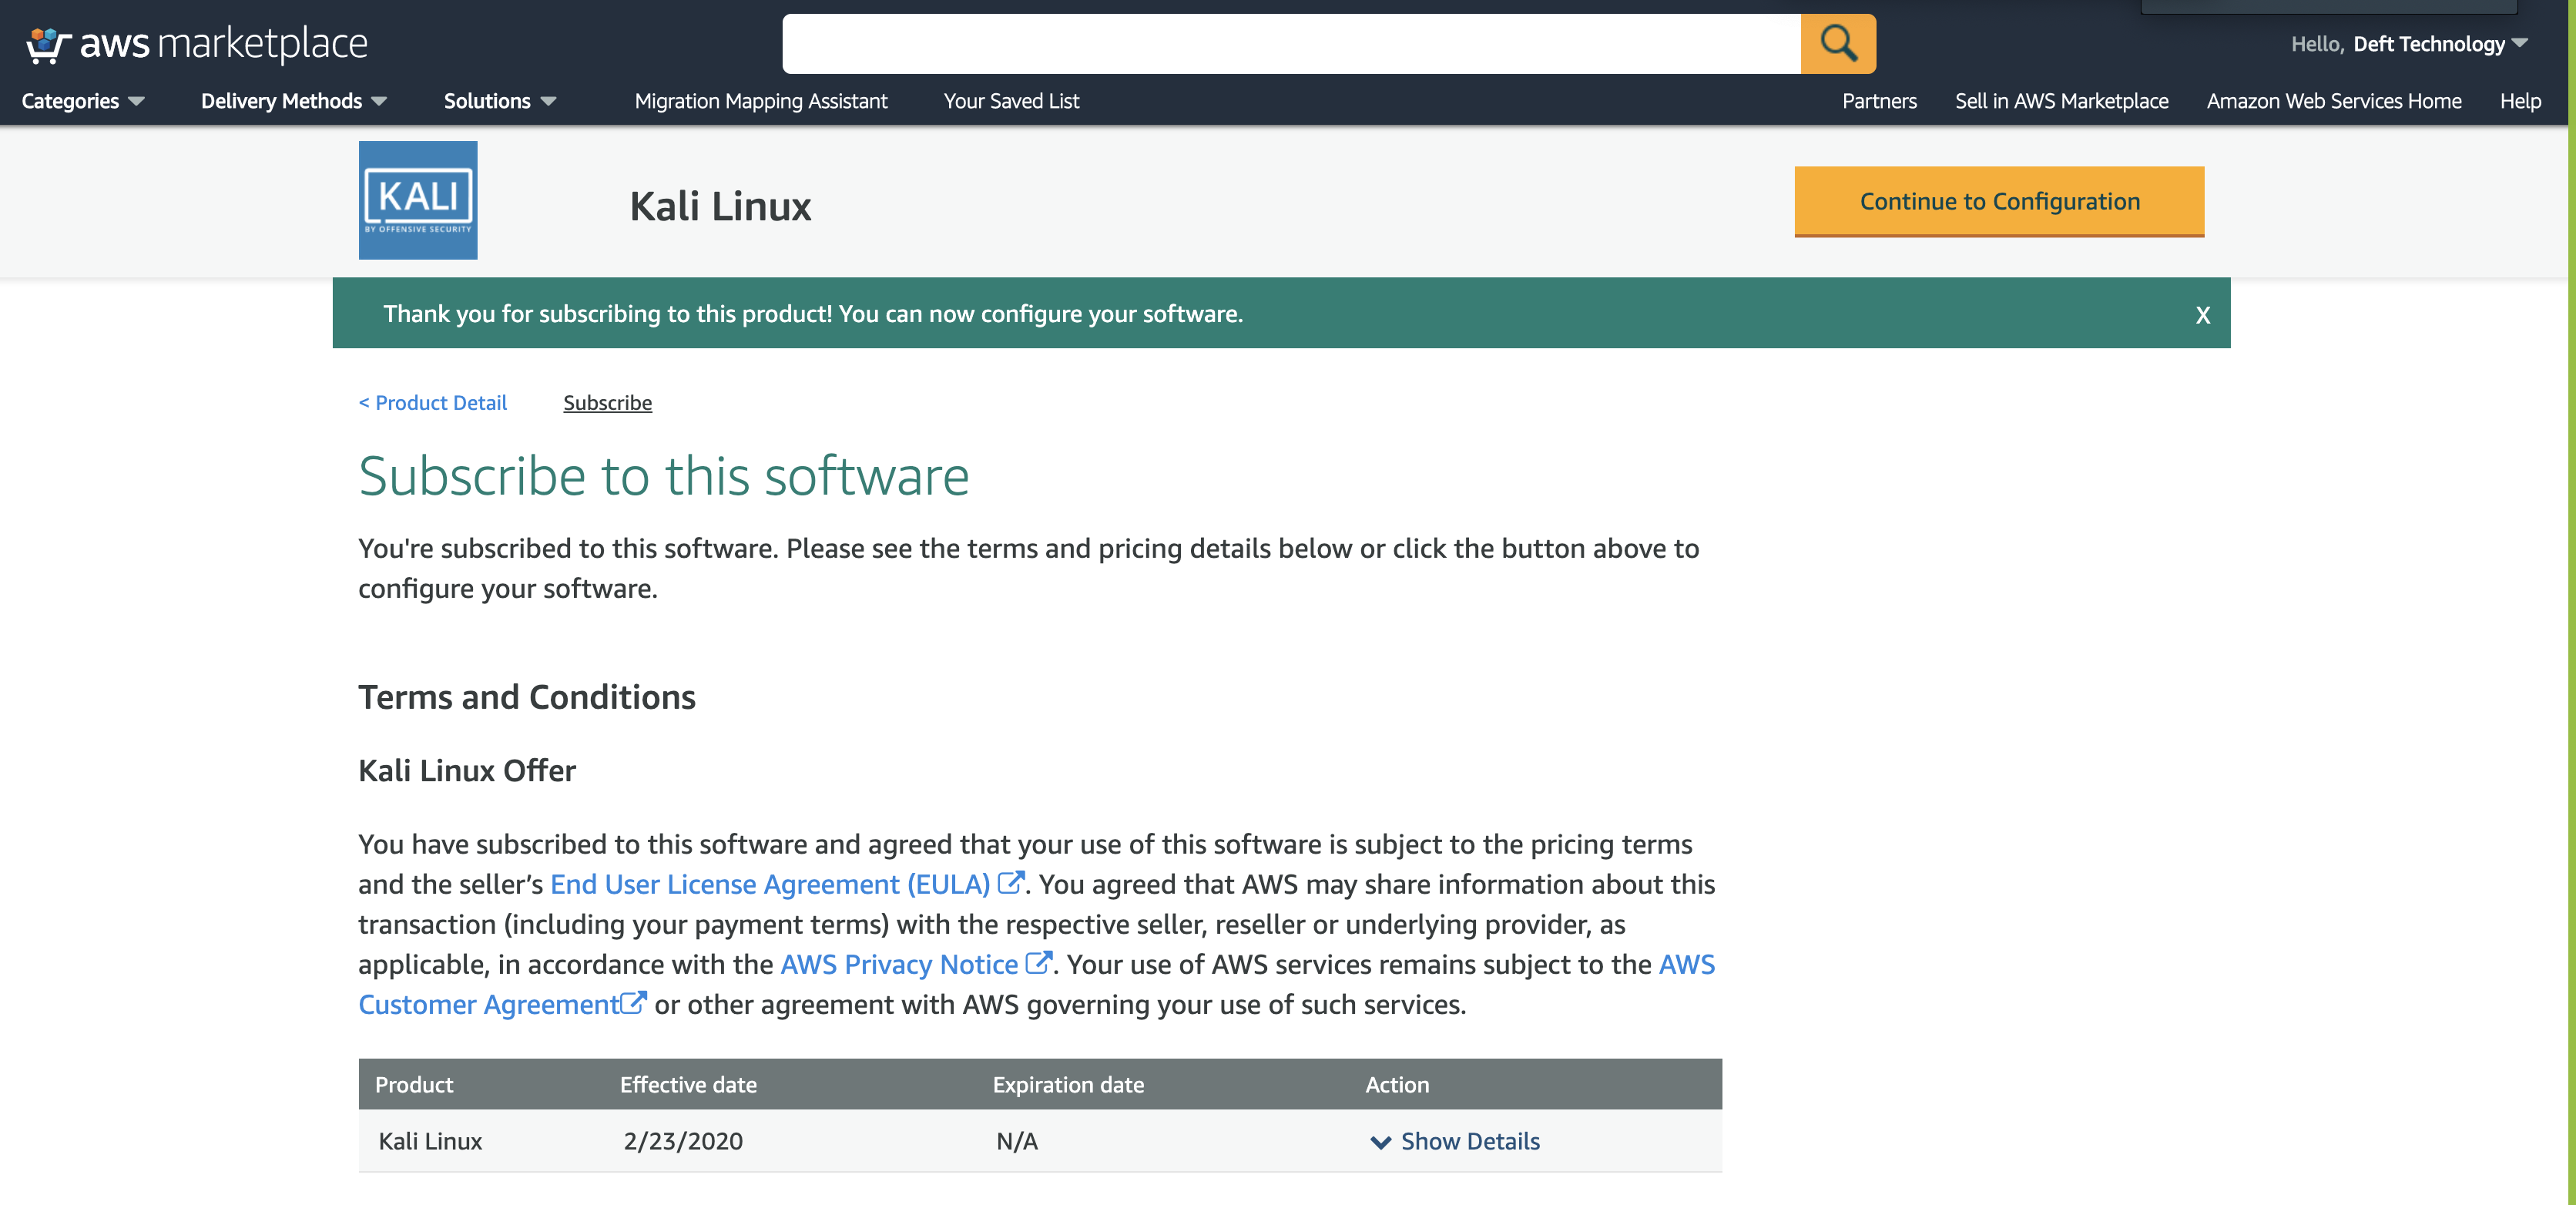 aws marketplace
Hello, Deft Technology
Categories
Delivery Methods
Solutions
Migration Mapping Assistant
Your Saved List
Partners
Sell in AWS Marketplace
Amazon Web Services Home
Help
KALI
BY OFFENSIVE SECURITY
Kali Linux
Continue to Configuration
Thank you for subscribing to this product! You can now configure your software.
X
< Product Detail
Subscribe
Subscribe to this software
You're subscribed to this software. Please see the terms and pricing details below or click the button above to
configure your software.
Terms and Conditions
Kali Linux Offer
You have subscribed to this software and agreed that your use of this software is subject to the pricing terms
and the seller’s End User License Agreement (EULA). You agreed that AWS may share information about this
transaction (including your payment terms) with the respective seller, reseller or underlying provider, as
applicable, in accordance with the AWS Privacy Notice. Your use of AWS services remains subject to the AWS
Customer Agreement or other agreement with AWS governing your use of such services.
Product Effective date Expiration date Action
Kali Linux 2/23/2020 N/A Show Details